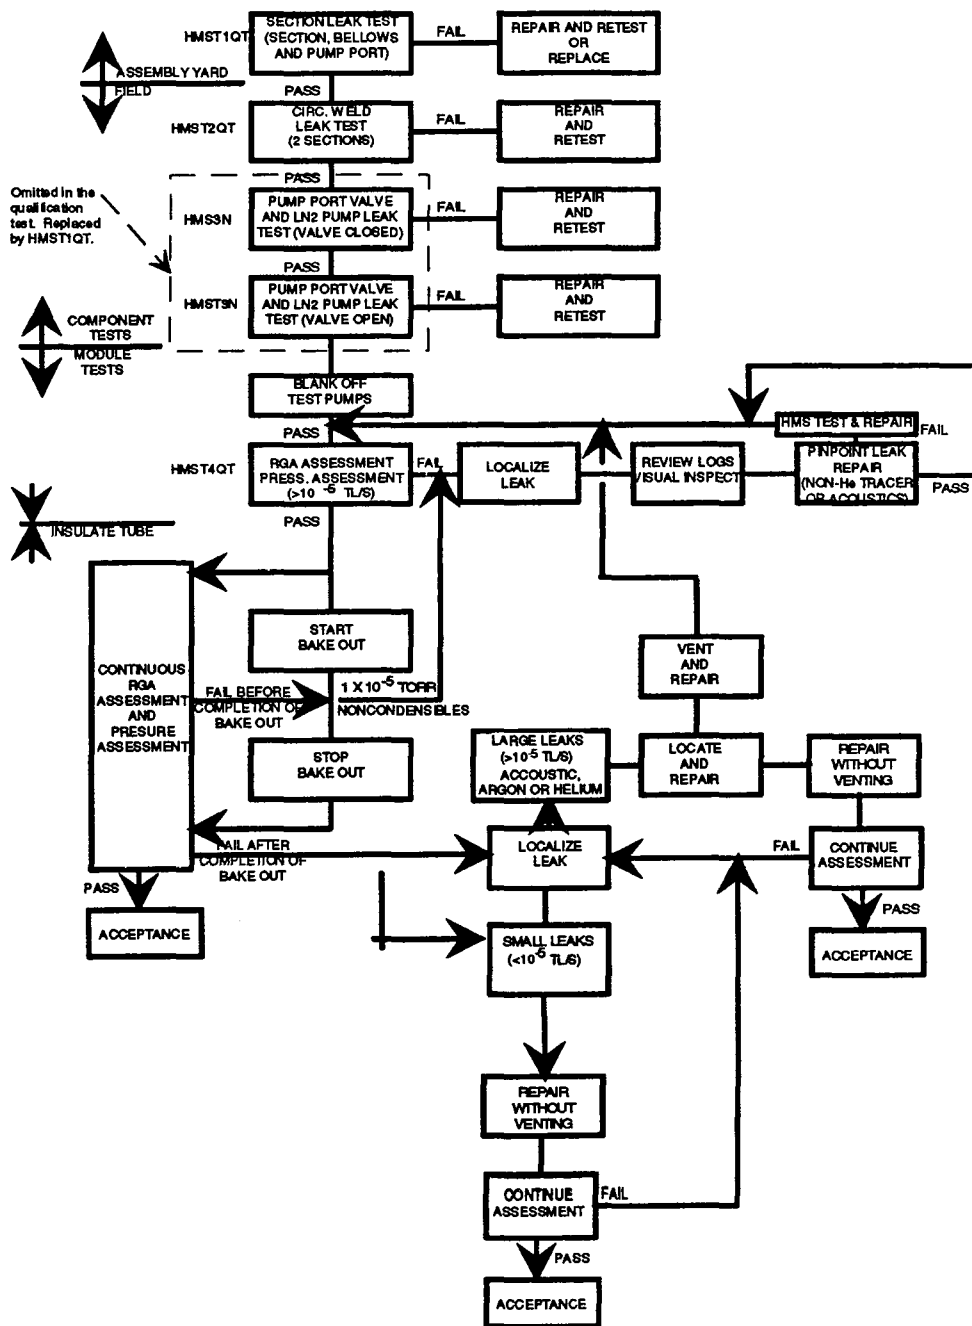 HMST1QT
SECTION LEAK TEST
(SECTION, BELLOWS
AND PUMP PORT)
FAIL
REPAIR AND RETEST
OR
REPLACE
ASSEMBLY YARD
FIELD
PASS
HMST2QT
CIRC. WELD
LEAK TEST
(2 SECTIONS)
FAIL
REPAIR
AND
RETEST
PASS
Omitted in the
qualification
test. Replaced
by HMST1QT.
HMS3N
PUMP PORT VALVE
AND LN2 PUMP LEAK
TEST (VALVE CLOSED)
FAIL
REPAIR
AND
RETEST
PASS
HMST3N
PUMP PORT VALVE
AND LN2 PUMP LEAK
TEST (VALVE OPEN)
FAIL
REPAIR
AND
RETEST
COMPONENT
TESTS
MODULE
TESTS
BLANK OFF
TEST PUMPS
PASS
HMST4QT
RGA ASSESSMENT
PRESS. ASSESSMENT
(>10 -5 TL/S)
FAIL
LOCALIZE
LEAK
REVIEW LOGS
VISUAL INSPECT
HMS TEST & REPAIR
FAIL
PINPOINT LEAK
REPAIR
(NON-He TRACER
OR ACOUSTICS)
PASS
PASS
INSULATE TUBE
CONTINUOUS
RGA
ASSESSMENT
AND
PRESURE
ASSESSMENT
START
BAKE OUT
FAIL BEFORE
COMPLETION OF
BAKE OUT
1 X 10-5 TORR
NONCONDENSIBLES
STOP
BAKE OUT
VENT
AND
REPAIR
LARGE LEAKS
(>10-5 TL/S)
ACCOUSTIC,
ARGON OR HELIUM
LOCATE
AND
REPAIR
REPAIR
WITHOUT
VENTING
FAIL AFTER
COMPLETION OF
BAKE OUT
LOCALIZE
LEAK
FAIL
CONTINUE
ASSESSMENT
PASS
ACCEPTANCE
PASS
ACCEPTANCE
SMALL LEAKS
(<10-5 TL/S)
REPAIR
WITHOUT
VENTING
CONTINUE
ASSESSMENT
FAIL
PASS
ACCEPTANCE